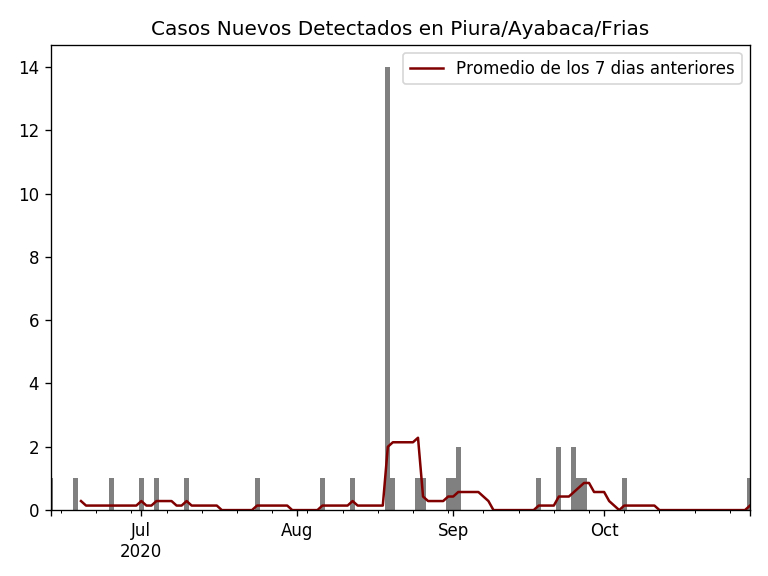 Casos Nuevos Detectados en Piura/Ayabaca/Frias
Promedio de los 7 dias anteriores
14
12
10
8
6
4
2
0
Jul
Aug
Sep
Oct
2020